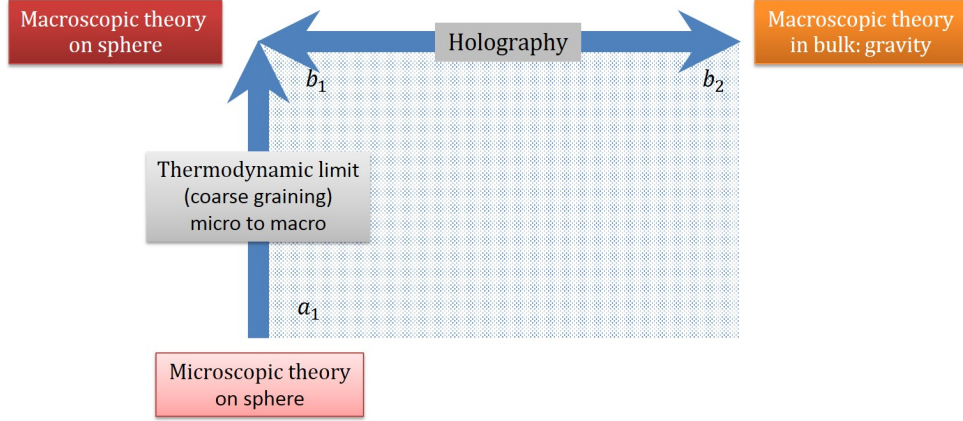 Macroscopic theory
on sphere
Holography
Macroscopic theory
in bulk: gravity
b₁
b₂
Thermodynamic limit
(coarse graining)
micro to macro
a₁
Microscopic theory
on sphere